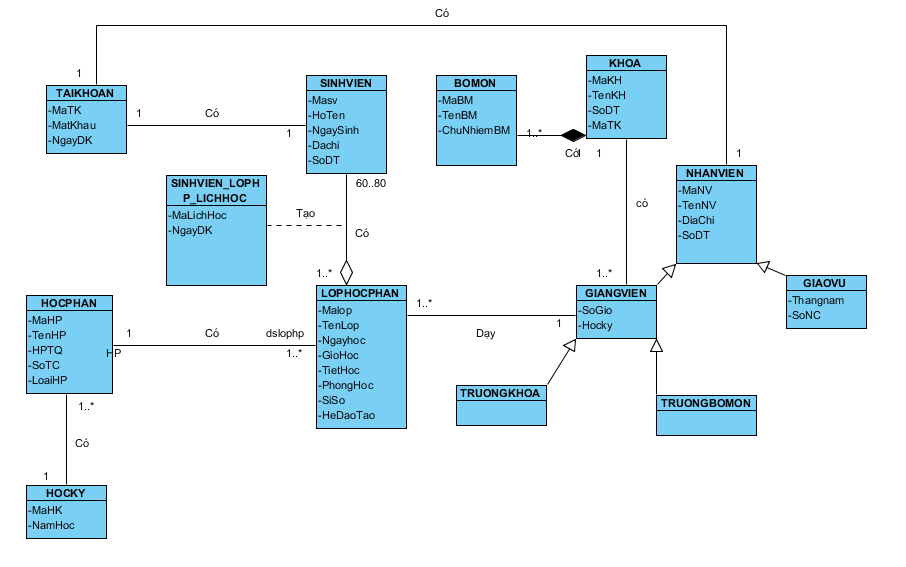 Có
1
TAIKHOAN
-MaTK
-MatKhau
-NgayDK
1
Có
1
SINHVIEN
-Masv
-HoTen
-NgaySinh
-Dachi
-SoDT
60..80
BOMON
-MaBM
-TenBM
-ChuNhiemBM
1..*
Có
1
KHOA
-MaKH
-TenKH
-SoDT
-MaTK
1
có
1..*
1
NHANVIEN
-MaNV
-TenNV
-DiaChi
-SoDT
SINHVIEN_LOPH
P_LICHHOC
-MaLichHoc
-NgayDK
Tạo
Có
1..*
LOPHOCPHAN
-Malop
-TenLop
-Ngayhoc
-GioHoc
-TietHoc
-PhongHoc
-SiSo
-HeDaoTao
1..*
Dạy
1
GIANGVIEN
-SoGio
-Hocky
GIAOVU
-Thangnam
-SoNC
HOCPHAN
-MaHP
-TenHP
-HPTQ
-SoTC
-LoaiHP
1
HP
Có
dslophp
1..*
TRUONGKHOA
TRUONGBOMON
1..*
Có
1
HOCKY
-MaHK
-NamHoc